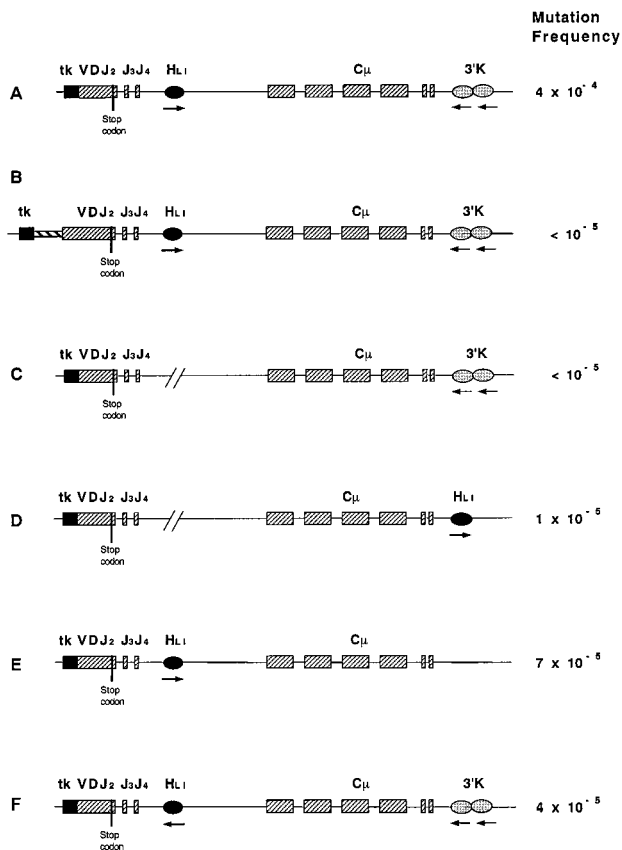 Mutation
Frequency
A
tk VDJ2 J3J4 HL1 Cμ 3'K
Stop
codon
4 x 10-4
B
tk VDJ2 J3J4 HL1 Cμ 3'K
Stop
codon
< 10-5
C
tk VDJ2 J3J4 Cμ 3'K
Stop
codon
< 10-5
D
tk VDJ2 J3J4 Cμ HL1
Stop
codon
1 x 10-5
E
tk VDJ2 J3J4 HL1 Cμ
Stop
codon
7 x 10-5
F
tk VDJ2 J3J4 HL1 Cμ 3'K
Stop
codon
4 x 10-5